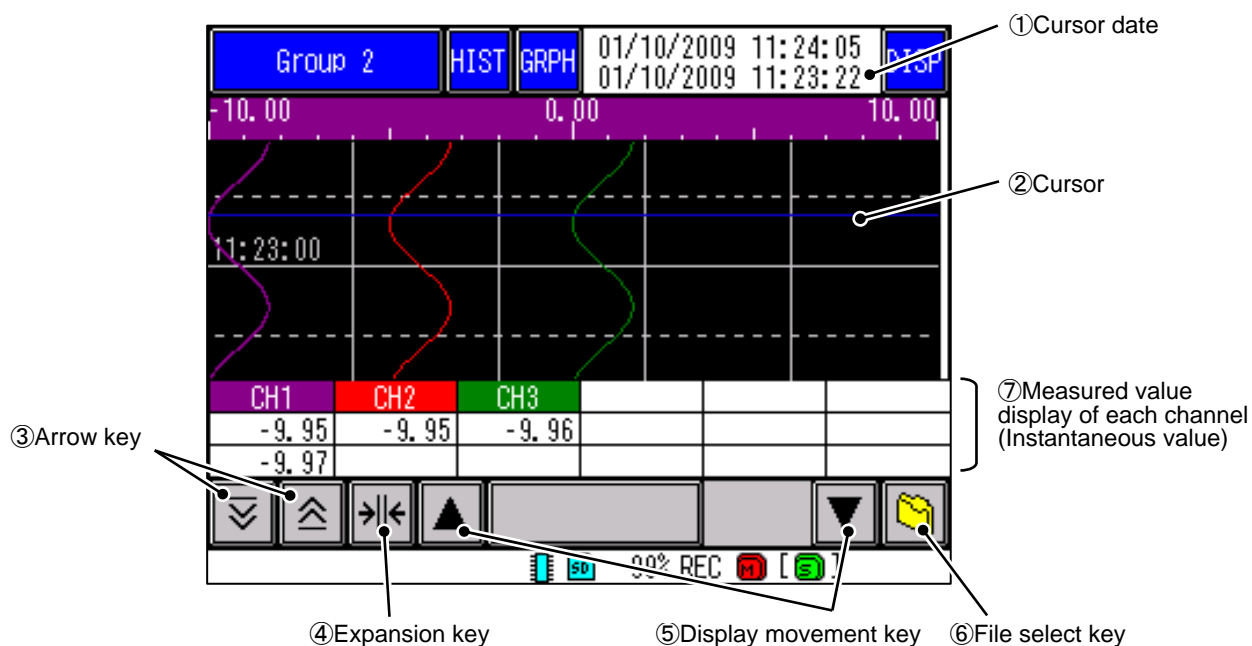 ①Cursor date
Group 2 HIST GRPH 01/10/2009 11:24:05 DISP
01/10/2009 11:23:22
-10.00 0.00 10.00
②Cursor
11:23:00
CH1 CH2 CH3
-9.95 -9.95 -9.96
-9.97
⑦Measured value
display of each channel
(Instantaneous value)
③Arrow key
SD 99% REC M [S]
④Expansion key ⑤Display movement key ⑥File select key